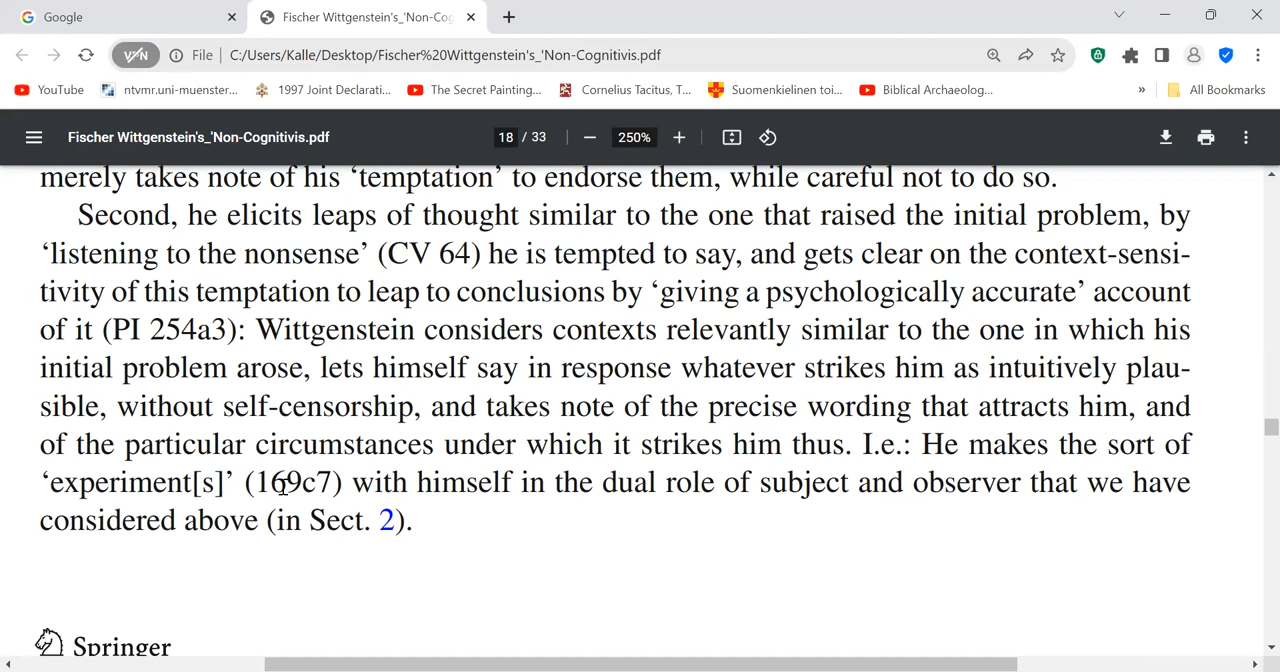 Google
Fischer Wittgenstein's_'Non-Cog
VPN
File
C:/Users/Kalle/Desktop/Fischer%20Wittgenstein's_'Non-Cognitivis.pdf
YouTube
ntvmr.uni-muenster...
1997 Joint Declarati...
The Secret Painting...
Cornelius Tacitus, T...
Suomenkielinen toi...
Biblical Archaeolog...
»
All Bookmarks
Fischer Wittgenstein's_'Non-Cognitivis.pdf
18 / 33
250%
merely takes note of his ‘temptation’ to endorse them, while careful not to do so.
Second, he elicits leaps of thought similar to the one that raised the initial problem, by
‘listening to the nonsense’ (CV 64) he is tempted to say, and gets clear on the context-sensi-
tivity of this temptation to leap to conclusions by ‘giving a psychologically accurate’ account
of it (PI 254a3): Wittgenstein considers contexts relevantly similar to the one in which his
initial problem arose, lets himself say in response whatever strikes him as intuitively plau-
sible, without self-censorship, and takes note of the precise wording that attracts him, and
of the particular circumstances under which it strikes him thus. I.e.: He makes the sort of
‘experiment[s]’ (169c7) with himself in the dual role of subject and observer that we have
considered above (in Sect. 2).
Springer